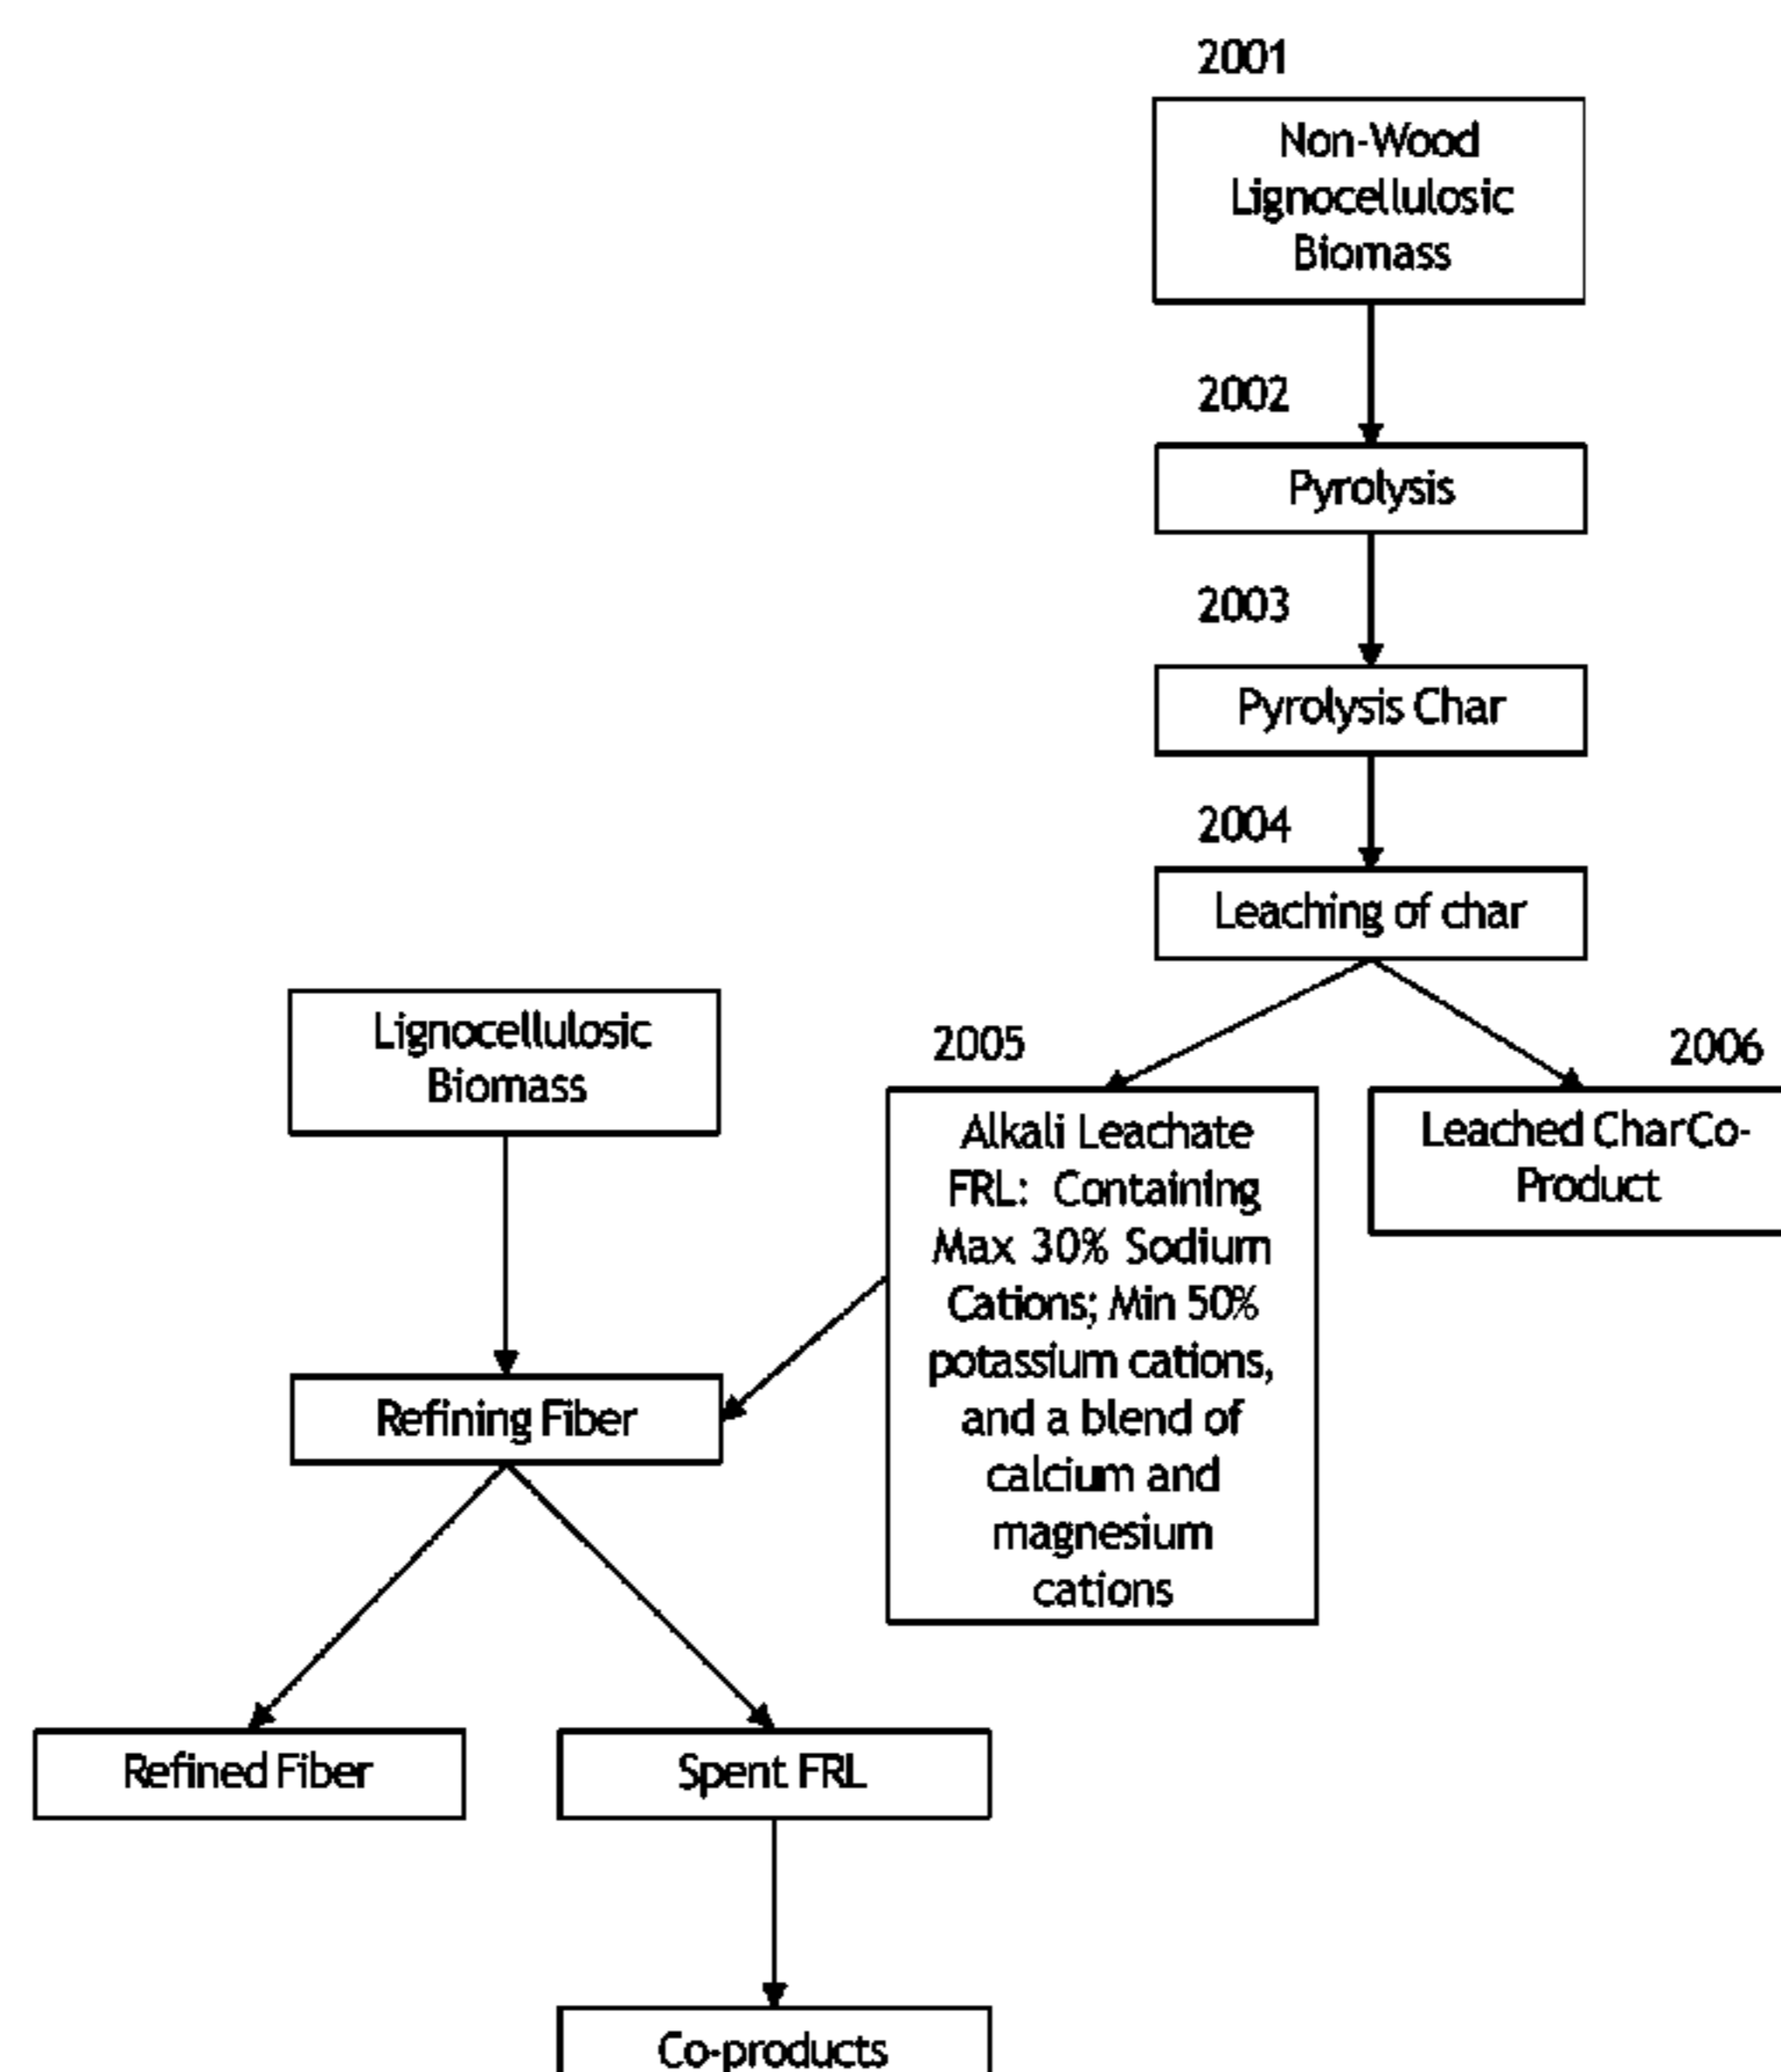 2001
Non-Wood
Lignocellulosic
Biomass
2002
Pyrolysis
2003
Pyrolysis Char
2004
Leaching of char
Lignocellulosic
Biomass
2005
Alkali Leachate
FRL: Containing
Max 30% Sodium
Cations; Min 50%
potassium cations,
and a blend of
calcium and
magnesium
cations
2006
Leached CharCo-
Product
Refining Fiber
Refined Fiber
Spent FRL
Co-products